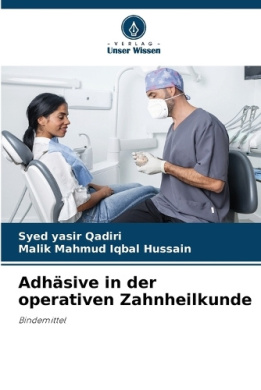 - VERLAG -
Unser Wissen
Syed yasir Qadiri
Malik Mahmud Iqbal Hussain
Adhäsive in der
operativen Zahnheilkunde
Bindemittel